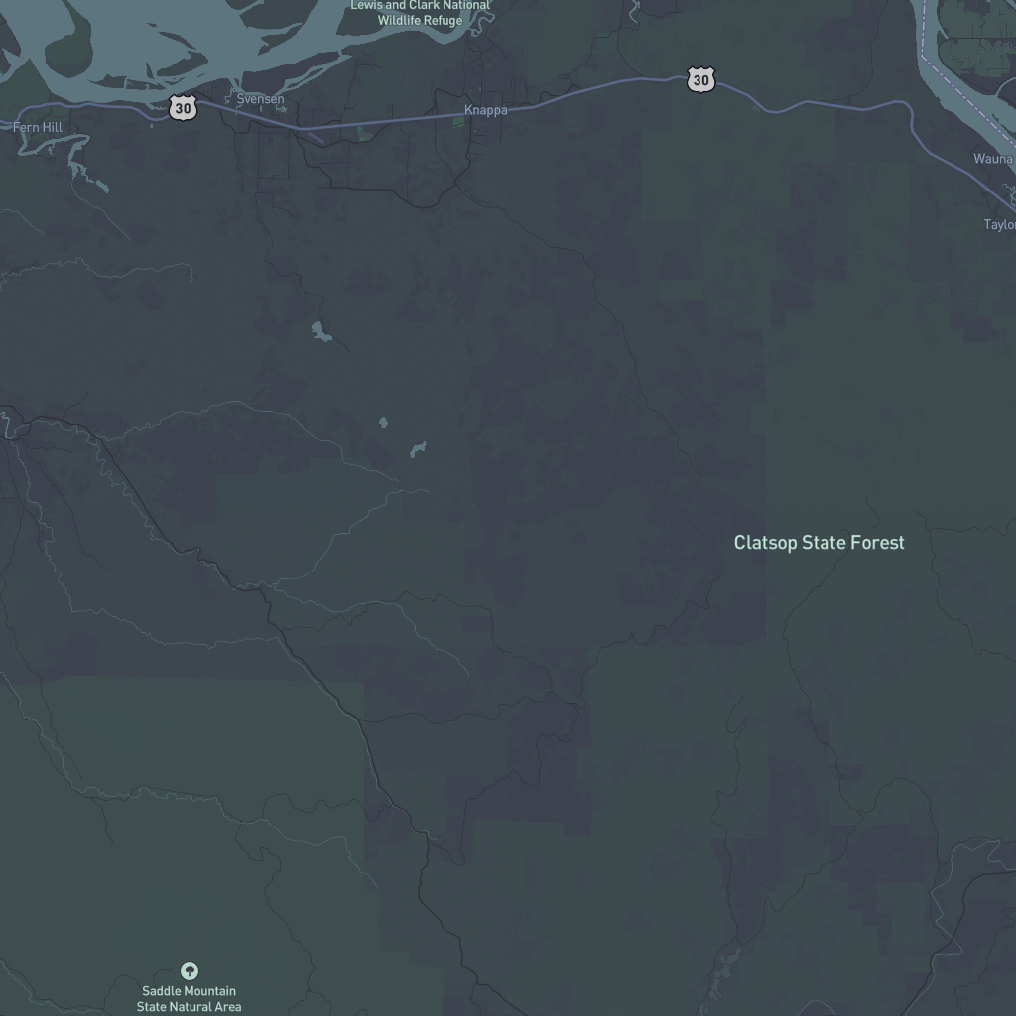 Lewis and Clark National
Wildlife Refuge
30
30
Svensen
Knappa
Fern Hill
Wauna
Taylor
Clatsop State Forest
Saddle Mountain
State Natural Area